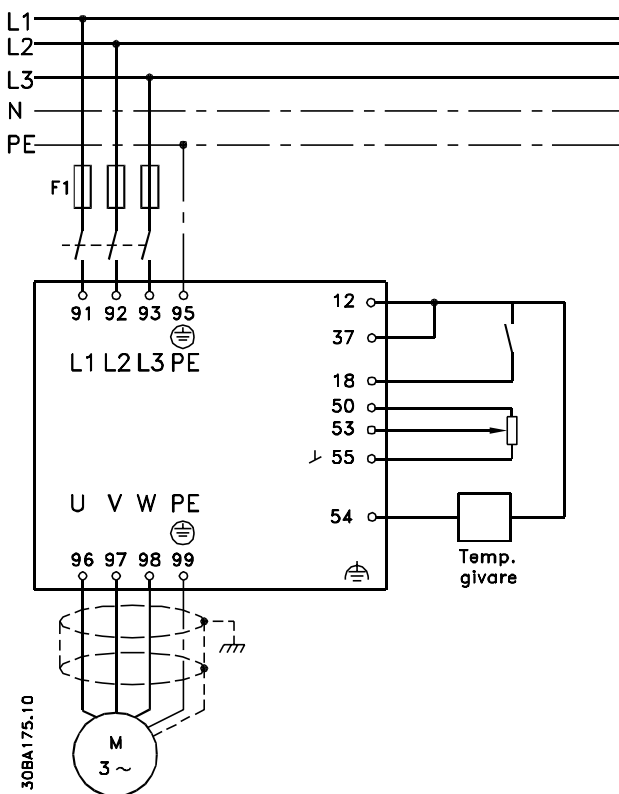 L1
L2
L3
N
PE
F1
91 92 93 95
L1 L2 L3 PE
12
37
18
50
53
55
54
U V W PE
96 97 98 99
Temp.
givare
M
3 ~
30BA175.10